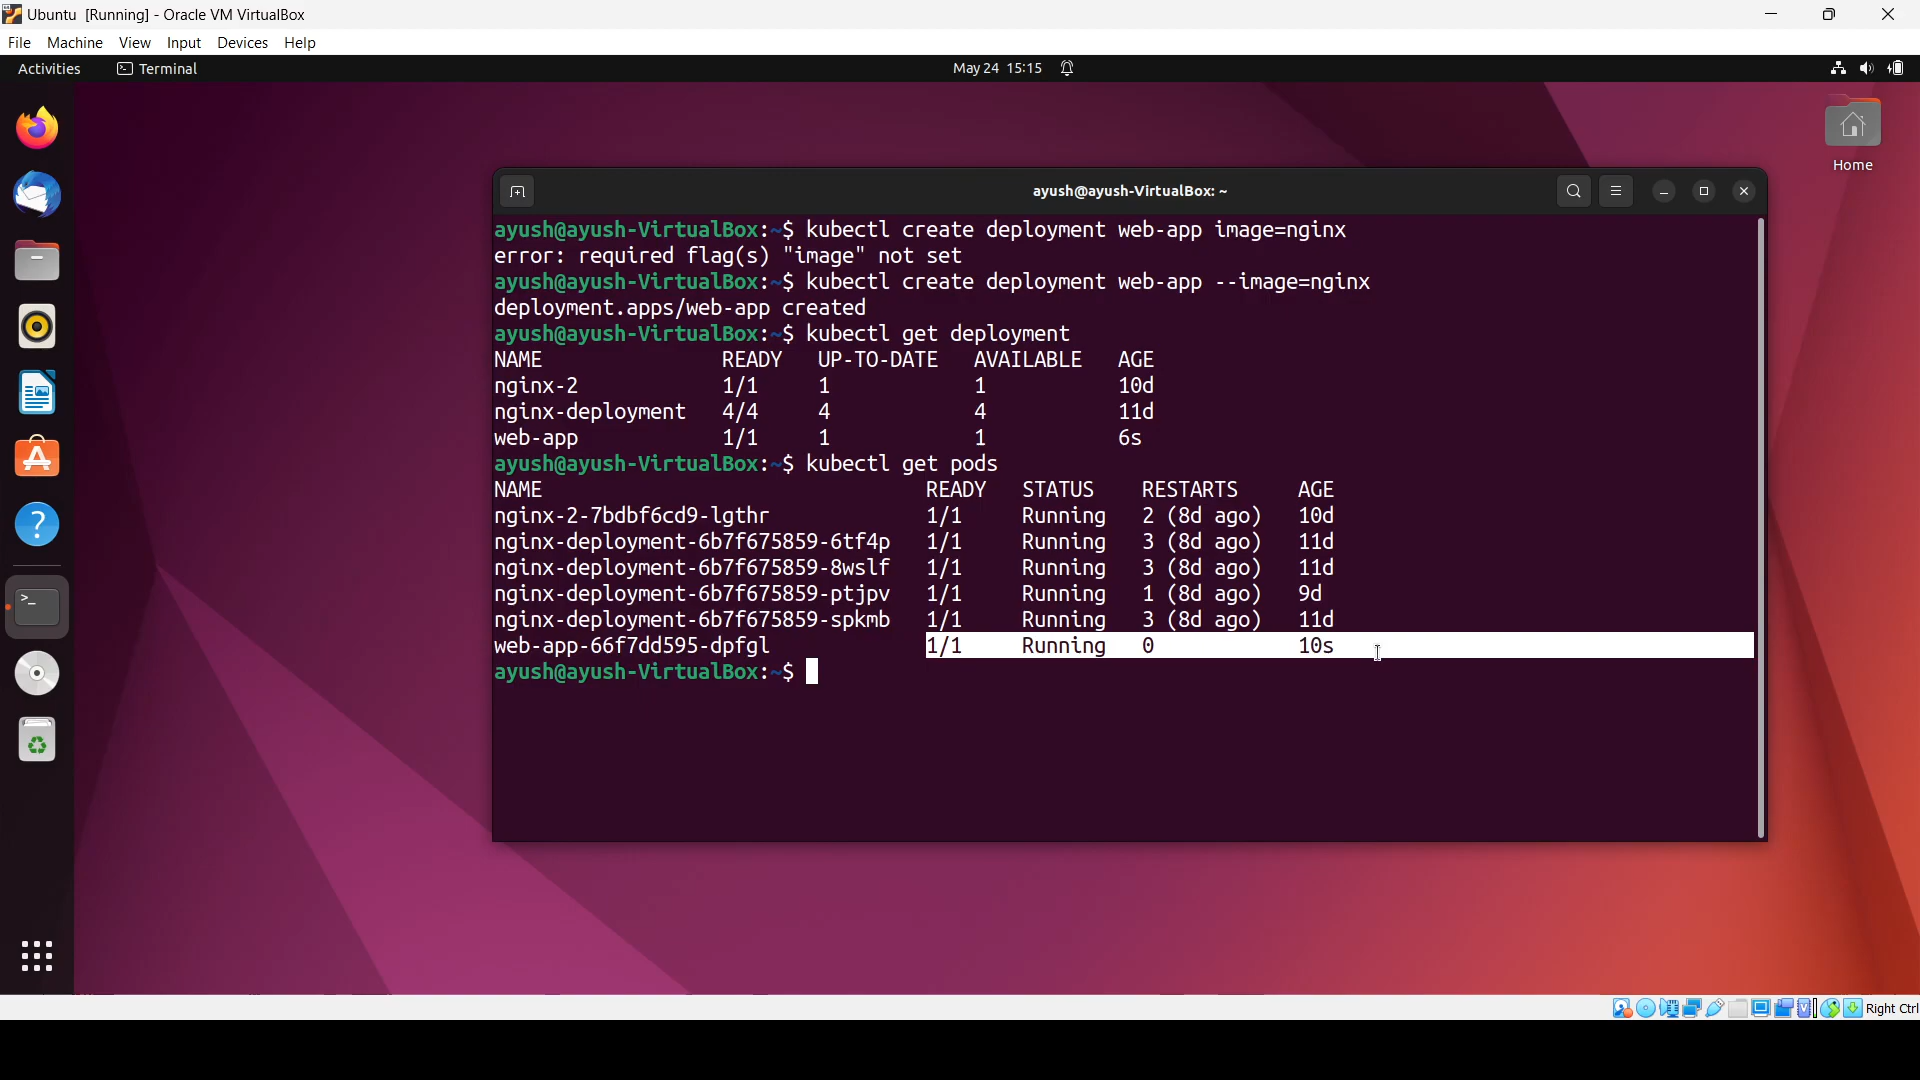 Ubuntu [Running] - Oracle VM VirtualBox
File Machine View Input Devices Help
Activities Terminal May 24 15:15
Home
ayush@ayush-VirtualBox: ~
ayush@ayush-VirtualBox:~$ kubectl create deployment web-app image=nginx
error: required flag(s) "image" not set
ayush@ayush-VirtualBox:~$ kubectl create deployment web-app --image=nginx
deployment.apps/web-app created
ayush@ayush-VirtualBox:~$ kubectl get deployment
NAME READY UP-TO-DATE AVAILABLE AGE
nginx-2 1/1 1 1 10d
nginx-deployment 4/4 4 4 11d
web-app 1/1 1 1 6s
ayush@ayush-VirtualBox:~$ kubectl get pods
NAME READY STATUS RESTARTS AGE
nginx-2-7bdbf6cd9-lgthr 1/1 Running 2 (8d ago) 10d
nginx-deployment-6b7f675859-6tf4p 1/1 Running 3 (8d ago) 11d
nginx-deployment-6b7f675859-8wslf 1/1 Running 3 (8d ago) 11d
nginx-deployment-6b7f675859-ptjpv 1/1 Running 1 (8d ago) 9d
nginx-deployment-6b7f675859-spkmb 1/1 Running 3 (8d ago) 11d
web-app-66f7dd595-dpfgl 1/1 Running 0 10s
ayush@ayush-VirtualBox:~$
Right Ctrl